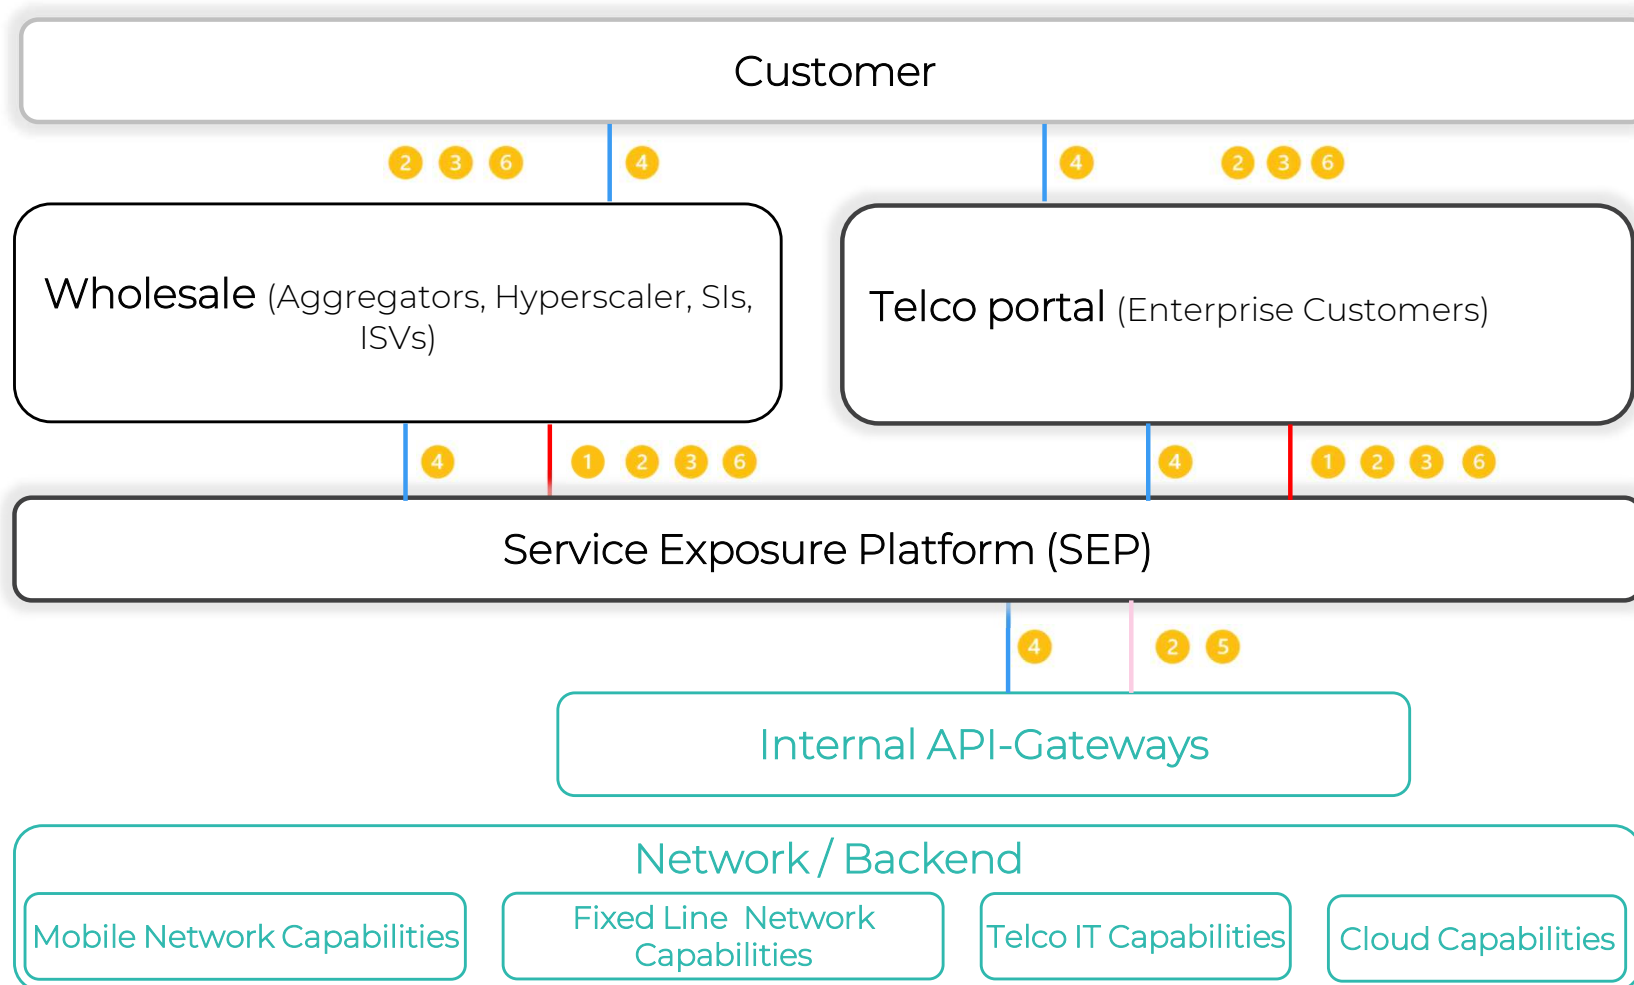 Customer
2 3 6 4 4 2 3 6
Wholesale (Aggregators, Hyperscaler, SIs,
ISVs)
Telco portal (Enterprise Customers)
4 1 2 3 6 4 1 2 3 6
Service Exposure Platform (SEP)
4 2 5
Internal API-Gateways
Network / Backend
Mobile Network Capabilities
Fixed Line Network
Capabilities
Telco IT Capabilities
Cloud Capabilities